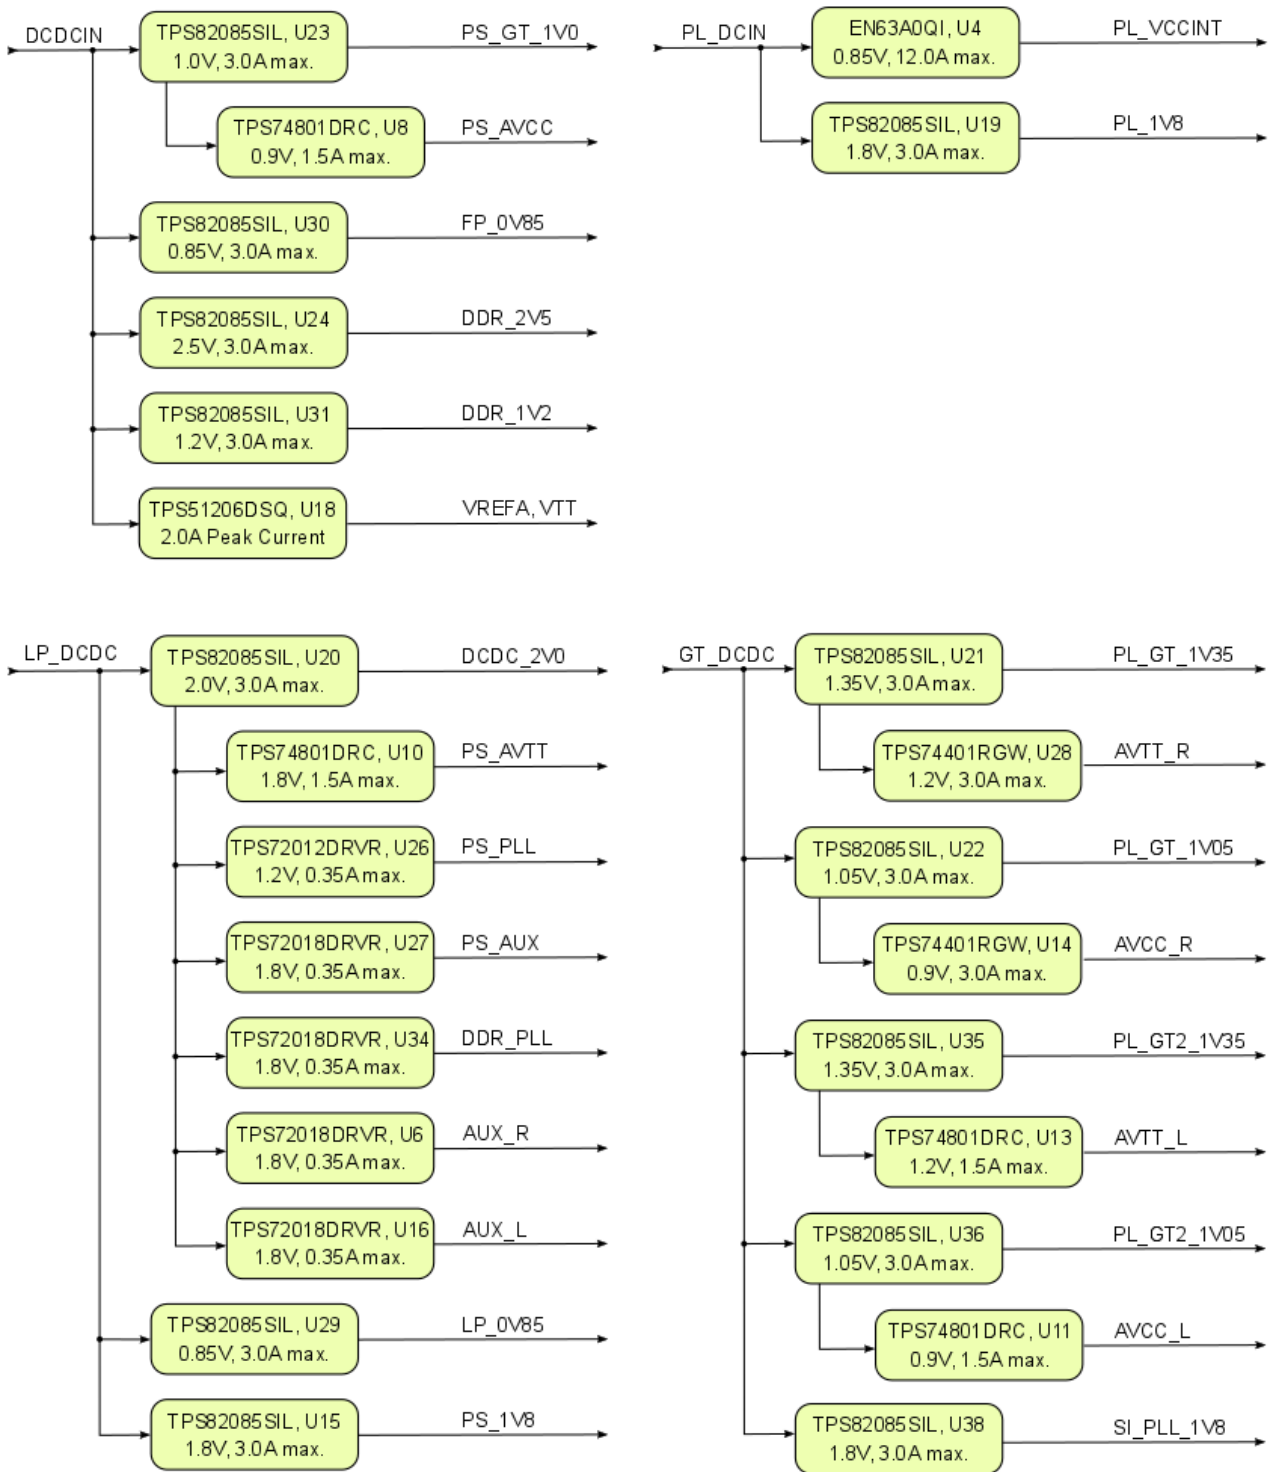 DCDCIN
TPS82085SIL, U23
1.0V, 3.0A max.
PS_GT_1V0
TPS74801DRC, U8
0.9V, 1.5A max.
PS_AVCC
TPS82085SIL, U30
0.85V, 3.0A max.
FP_0V85
TPS82085SIL, U24
2.5V, 3.0A max.
DDR_2V5
TPS82085SIL, U31
1.2V, 3.0A max.
DDR_1V2
TPS51206DSQ, U18
2.0A Peak Current
VREFA, VTT
PL_DCIN
EN63A0QI, U4
0.85V, 12.0A max.
PL_VCCINT
TPS82085SIL, U19
1.8V, 3.0A max.
PL_1V8
LP_DCDC
TPS82085SIL, U20
2.0V, 3.0A max.
DCDC_2V0
TPS74801DRC, U10
1.8V, 1.5A max.
PS_AVTT
TPS72012DRVR, U26
1.2V, 0.35A max.
PS_PLL
TPS72018DRVR, U27
1.8V, 0.35A max.
PS_AUX
TPS72018DRVR, U34
1.8V, 0.35A max.
DDR_PLL
TPS72018DRVR, U6
1.8V, 0.35A max.
AUX_R
TPS72018DRVR, U16
1.8V, 0.35A max.
AUX_L
TPS82085SIL, U29
0.85V, 3.0A max.
LP_0V85
TPS82085SIL, U15
1.8V, 3.0A max.
PS_1V8
GT_DCDC
TPS82085SIL, U21
1.35V, 3.0A max.
PL_GT_1V35
TPS74401RGW, U28
1.2V, 3.0A max.
AVTT_R
TPS82085SIL, U22
1.05V, 3.0A max.
PL_GT_1V05
TPS74401RGW, U14
0.9V, 3.0A max.
AVCC_R
TPS82085SIL, U35
1.35V, 3.0A max.
PL_GT2_1V35
TPS74801DRC, U13
1.2V, 1.5A max.
AVTT_L
TPS82085SIL, U36
1.05V, 3.0A max.
PL_GT2_1V05
TPS74801DRC, U11
0.9V, 1.5A max.
AVCC_L
TPS82085SIL, U38
1.8V, 3.0A max.
SI_PLL_1V8